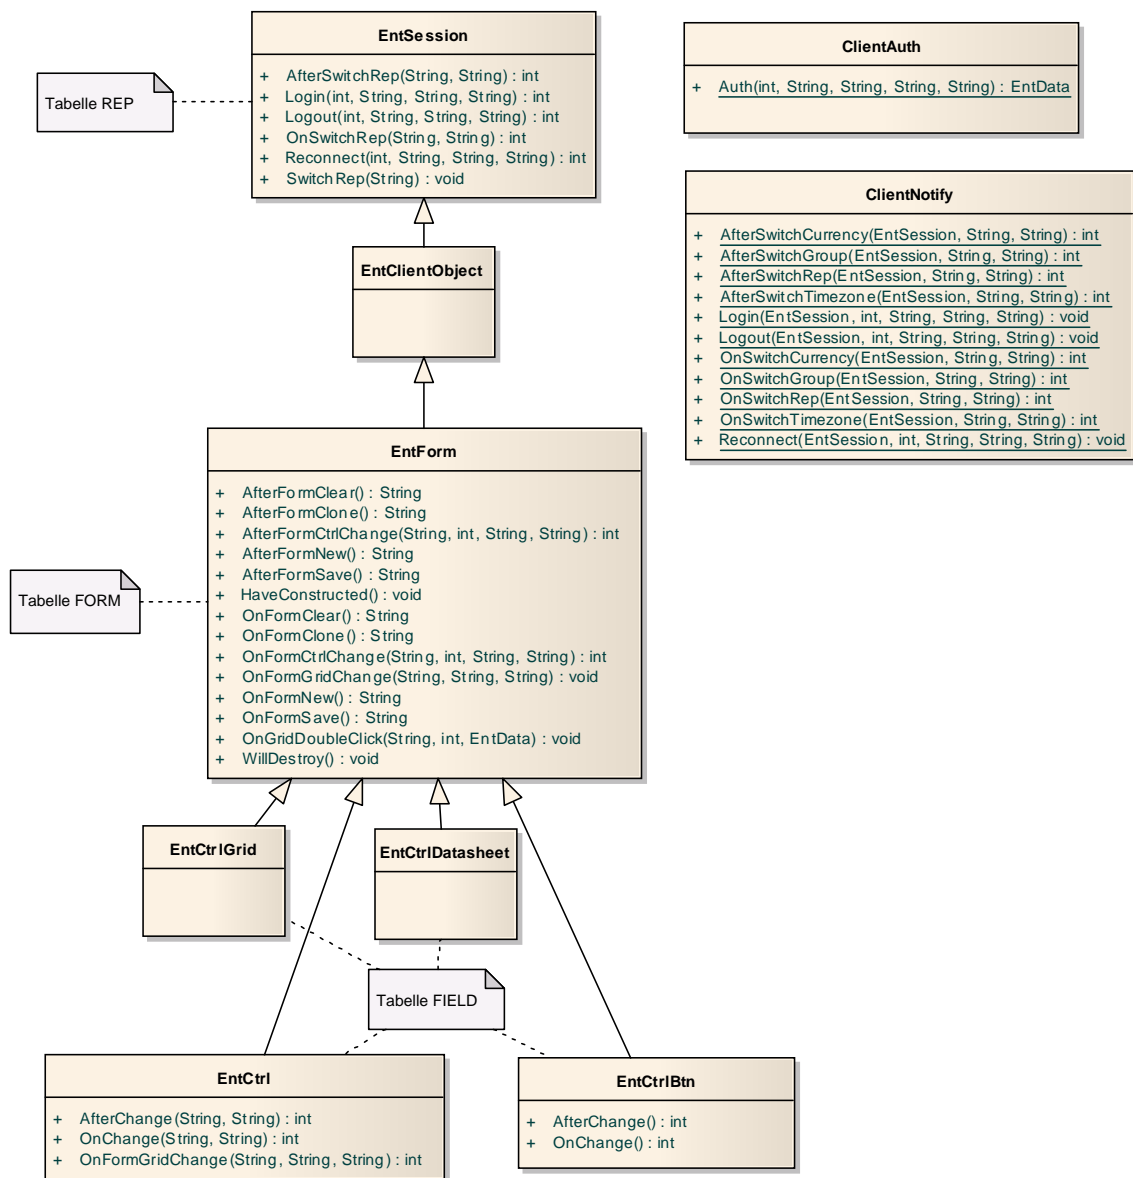 EntSession
+ AfterSwitchRep(String, String) : int
+ Login(int, String, String, String) : int
+ Logout(int, String, String, String) : int
+ OnSwitchRep(String, String) : int
+ Reconnect(int, String, String, String) : int
+ SwitchRep(String) : void
Tabelle REP
ClientAuth
+ Auth(int, String, String, String, String) : EntData
ClientNotify
+ AfterSwitchCurrency(EntSession, String, String) : int
+ AfterSwitchGroup(EntSession, String, String) : int
+ AfterSwitchRep(EntSession, String, String) : int
+ AfterSwitchTimezone(EntSession, String, String) : int
+ Login(EntSession, int, String, String, String) : void
+ Logout(EntSession, int, String, String, String) : void
+ OnSwitchCurrency(EntSession, String, String) : int
+ OnSwitchGroup(EntSession, String, String) : int
+ OnSwitchRep(EntSession, String, String) : int
+ OnSwitchTimezone(EntSession, String, String) : int
+ Reconnect(EntSession, int, String, String, String) : void
EntClientObject
EntForm
+ AfterFormClear() : String
+ AfterFormClone() : String
+ AfterFormCtrlChange(String, int, String, String) : int
+ AfterFormNew() : String
+ AfterFormSave() : String
+ HaveConstructed() : void
+ OnFormClear() : String
+ OnFormClone() : String
+ OnFormCtrlChange(String, int, String, String) : int
+ OnFormGridChange(String, String, String) : void
+ OnFormNew() : String
+ OnFormSave() : String
+ OnGridDoubleClick(String, int, EntData) : void
+ WillDestroy() : void
Tabelle FORM
EntCtrlGrid
EntCtrlDatasheet
Tabelle FIELD
EntCtrl
+ AfterChange(String, String) : int
+ OnChange(String, String) : int
+ OnFormGridChange(String, String, String) : int
EntCtrlBtn
+ AfterChange() : int
+ OnChange() : int